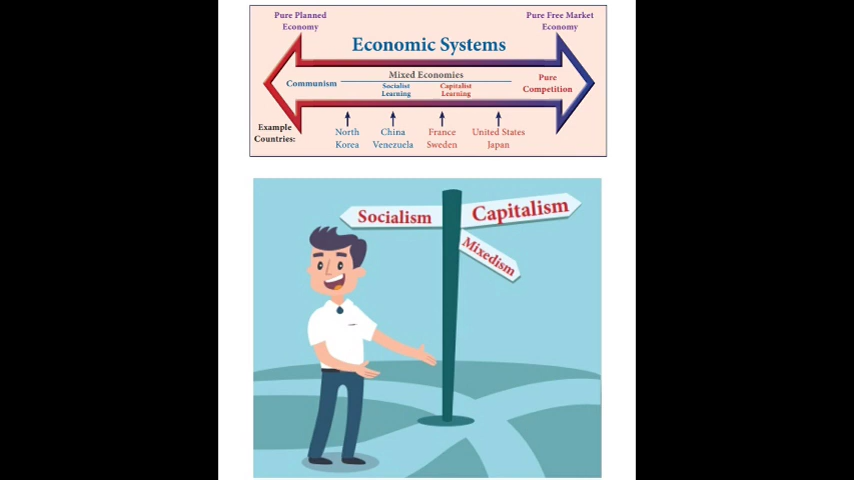 Pure Planned
Economy
Pure Free Market
Economy
Economic Systems
Mixed Economies
Communism
Socialist
Learning
Capitalist
Learning
Pure
Competition
Example
Countries:
North
Korea
China
Venezuela
France
Sweden
United States
Japan
Socialism
Capitalism
Mixedism